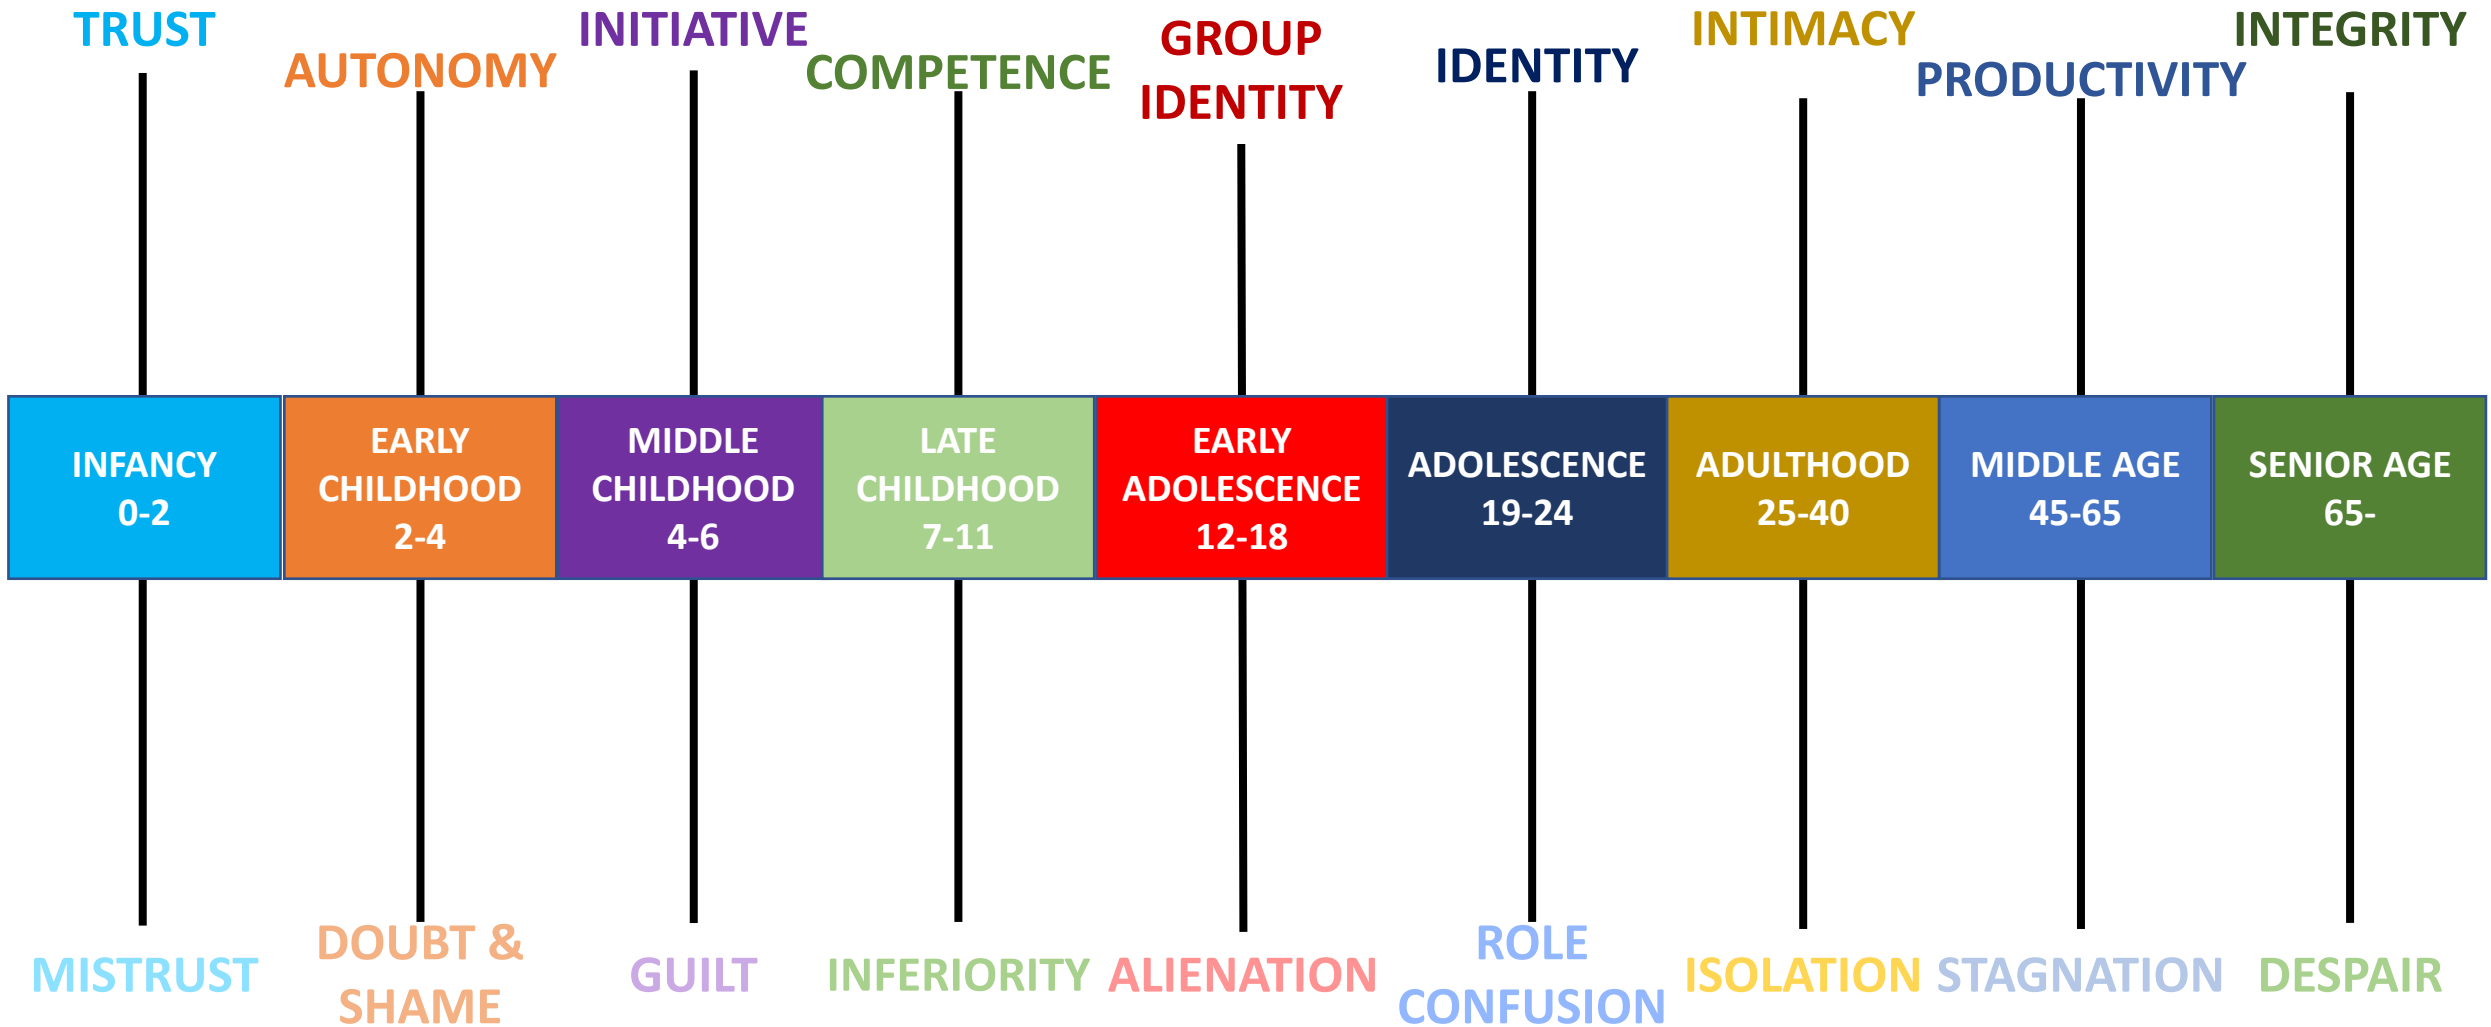 TRUST
AUTONOMY
INITIATIVE
COMPETENCE
GROUP
IDENTITY
IDENTITY
INTIMACY
PRODUCTIVITY
INTEGRITY
INFANCY
0-2
EARLY
CHILDHOOD
2-4
MIDDLE
CHILDHOOD
4-6
LATE
CHILDHOOD
7-11
EARLY
ADOLESCENCE
12-18
ADOLESCENCE
19-24
ADULTHOOD
25-40
MIDDLE AGE
45-65
SENIOR AGE
65-
MISTRUST
DOUBT &
SHAME
GUILT
INFERIORITY
ALIENATION
ROLE
CONFUSION
ISOLATION
STAGNATION
DESPAIR